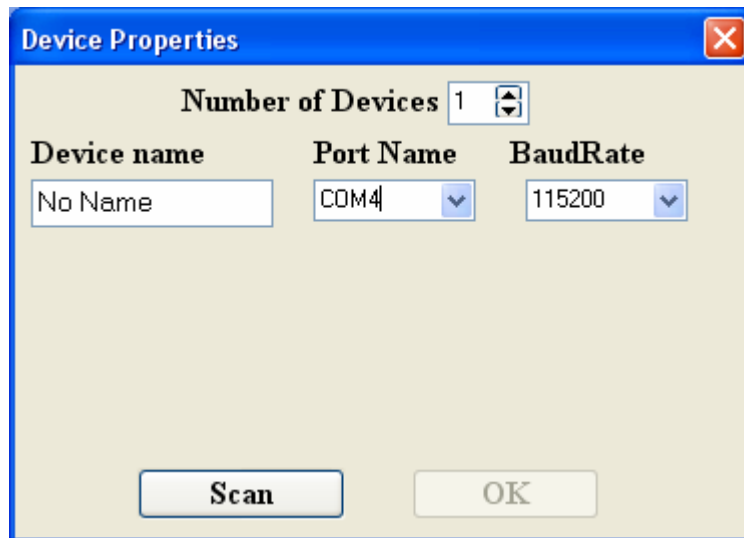 Device Properties
Number of Devices 1
Device name Port Name BaudRate
No Name COM4 115200
Scan OK